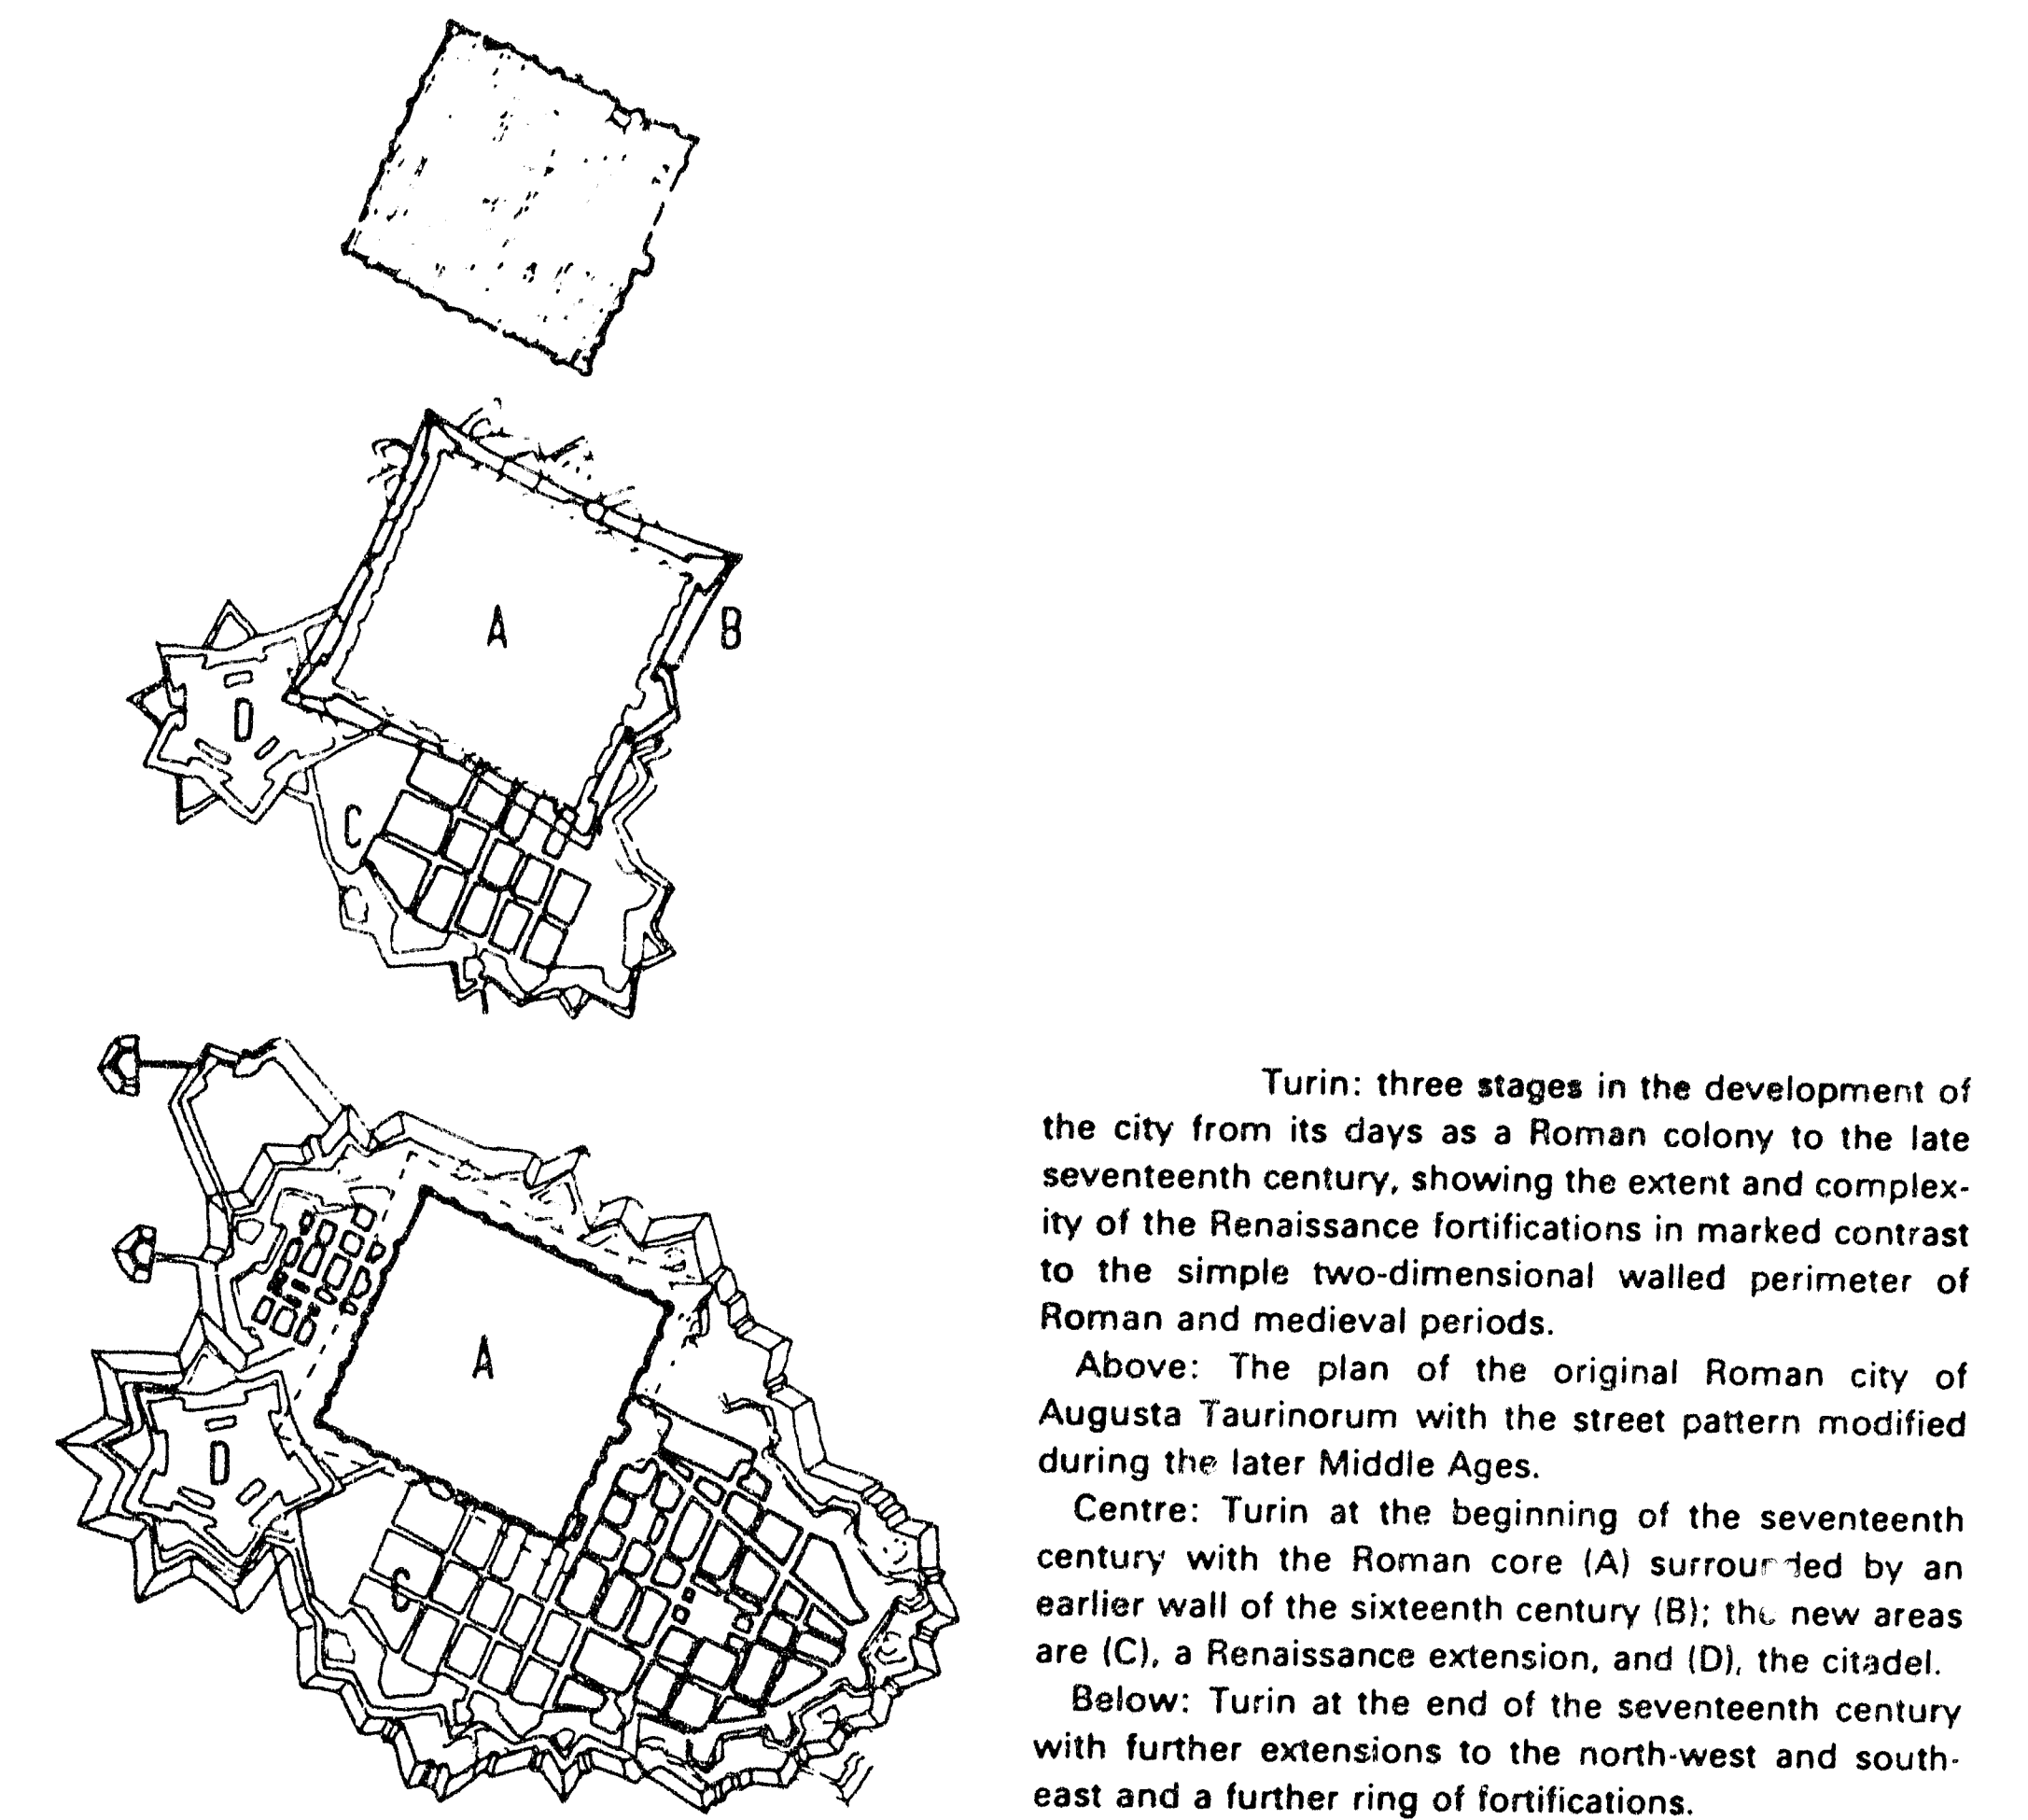 A
B
D
C
A
D
C
Turin: three stages in the development of
the city from its days as a Roman colony to the late
seventeenth century, showing the extent and complex-
ity of the Renaissance fortifications in marked contrast
to the simple two-dimensional walled perimeter of
Roman and medieval periods.
Above: The plan of the original Roman city of
Augusta Taurinorum with the street pattern modified
during the later Middle Ages.
Centre: Turin at the beginning of the seventeenth
century with the Roman core (A) surrounded by an
earlier wall of the sixteenth century (B); the new areas
are (C), a Renaissance extension, and (D), the citadel.
Below: Turin at the end of the seventeenth century
with further extensions to the north-west and south-
east and a further ring of fortifications.